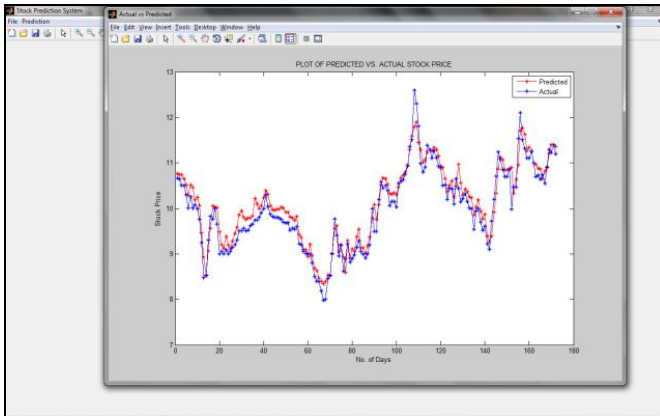 Stock Prediction System
File Prediction
Actual vs Predicted
File Edit View Insert Tools Desktop Window Help
PLOT OF PREDICTED VS. ACTUAL STOCK PRICE
Predicted
Actual
Stock Price
13
12
11
10
9
8
7
0 20 40 60 80 100 120 140 160 180
No. of Days